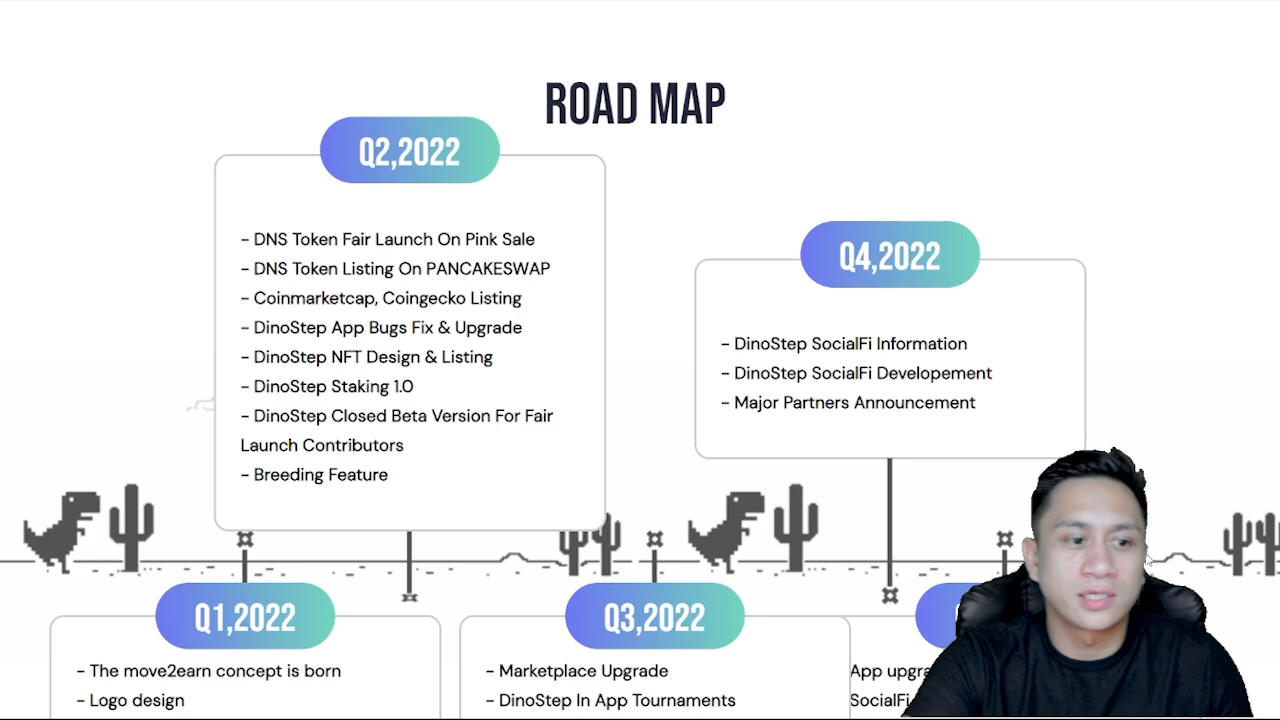 ROAD MAP
Q2,2022
- DNS Token Fair Launch On Pink Sale
- DNS Token Listing On PANCAKESWAP
- Coinmarketcap, Coingecko Listing
- DinoStep App Bugs Fix & Upgrade
- DinoStep NFT Design & Listing
- DinoStep Staking 1.0
- DinoStep Closed Beta Version For Fair
Launch Contributors
- Breeding Feature
Q4,2022
- DinoStep SocialFi Information
- DinoStep SocialFi Developement
- Major Partners Announcement
Q1,2022
- The move2earn concept is born
- Logo design
Q3,2022
- Marketplace Upgrade
- DinoStep In App Tournaments
App
SocialFi